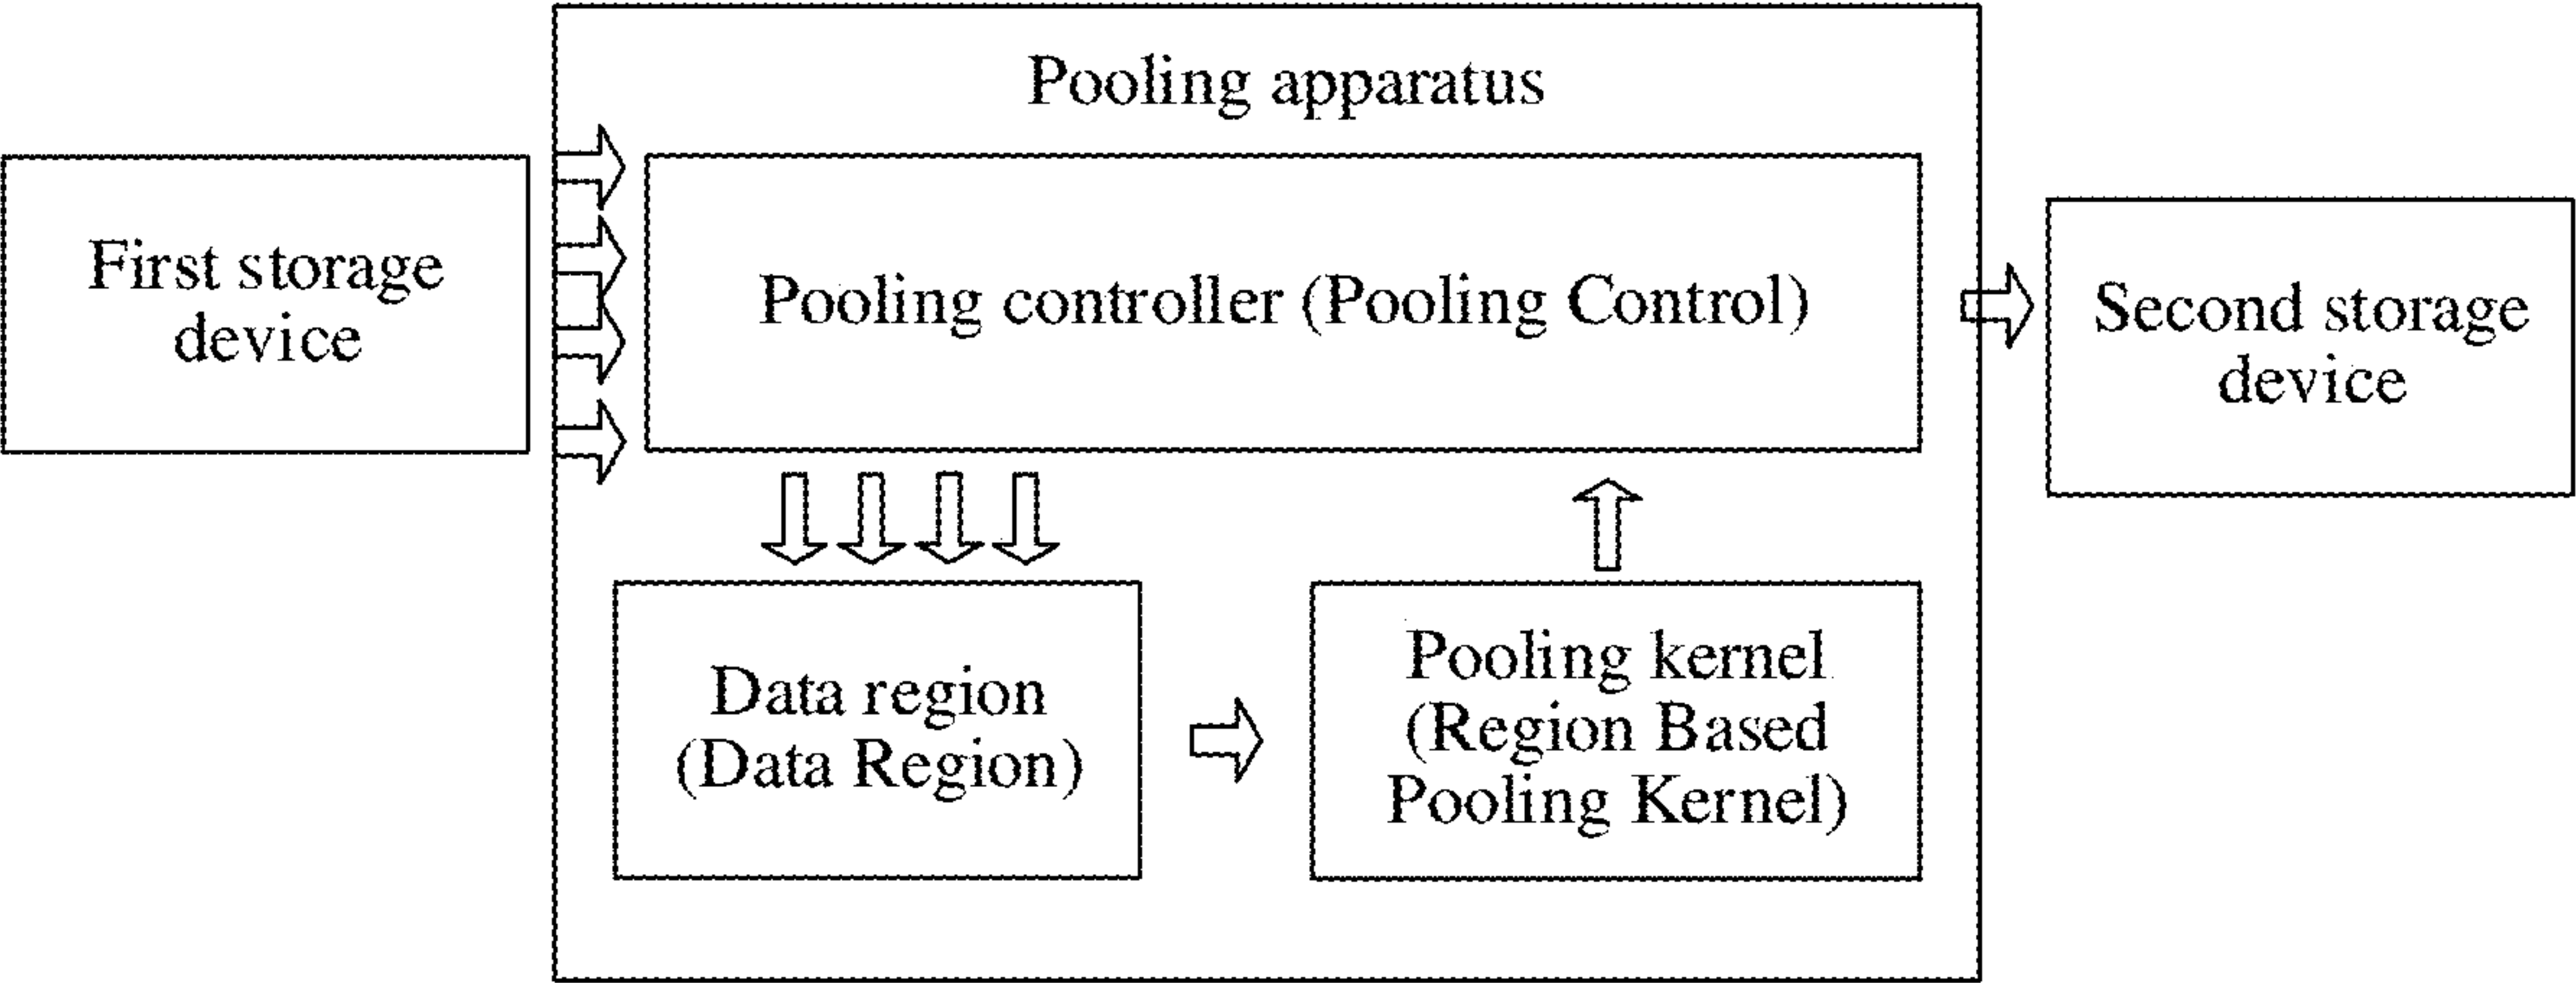 Pooling apparatus
First storage
device
Pooling controller (Pooling Control)
Second storage
device
Data region
(Data Region)
Pooling kernel
(Region Based
Pooling Kernel)